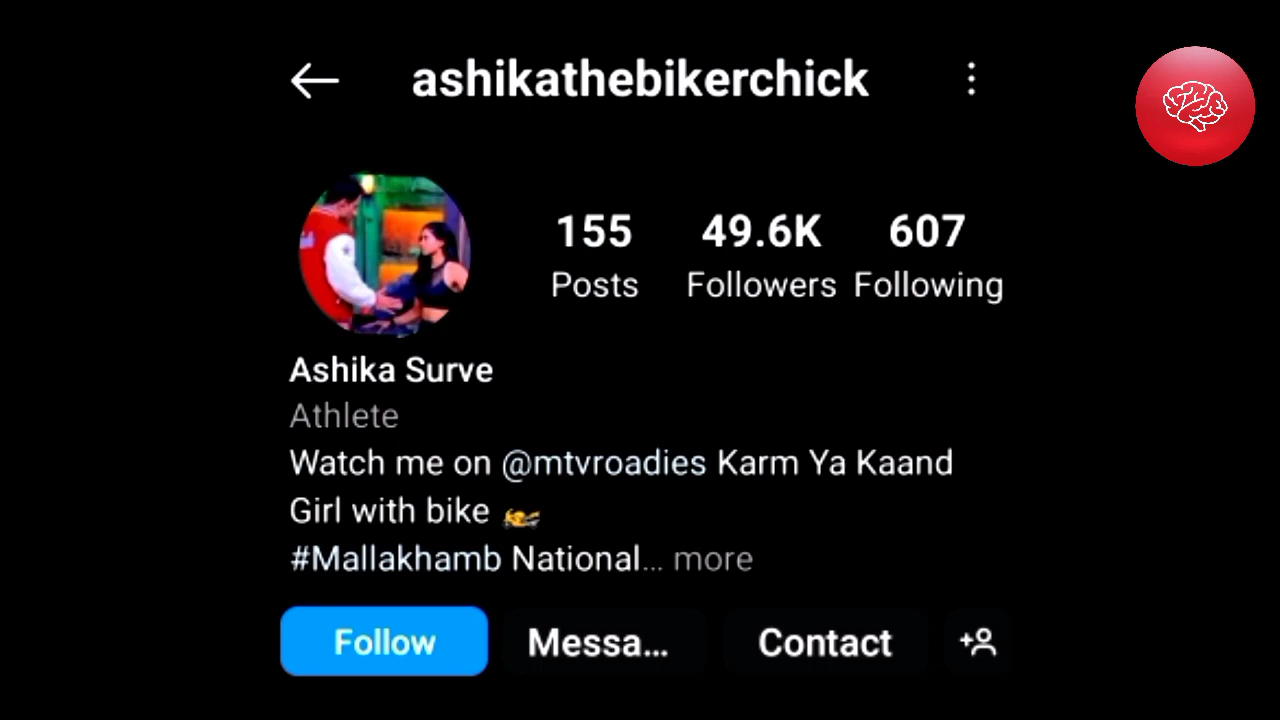 ashikathebikerchick
155 49.6K 607
Posts Followers Following
Ashika Surve
Athlete
Watch me on @mtvroadies Karm Ya Kaand
Girl with bike 🏍️
#Mallakhamb National... more
Follow Messa... Contact